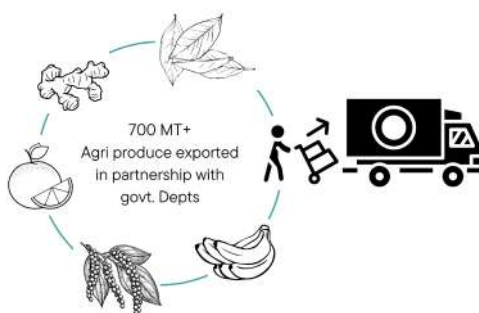 700 MT+
Agri produce exported
in partnership with
govt. Depts